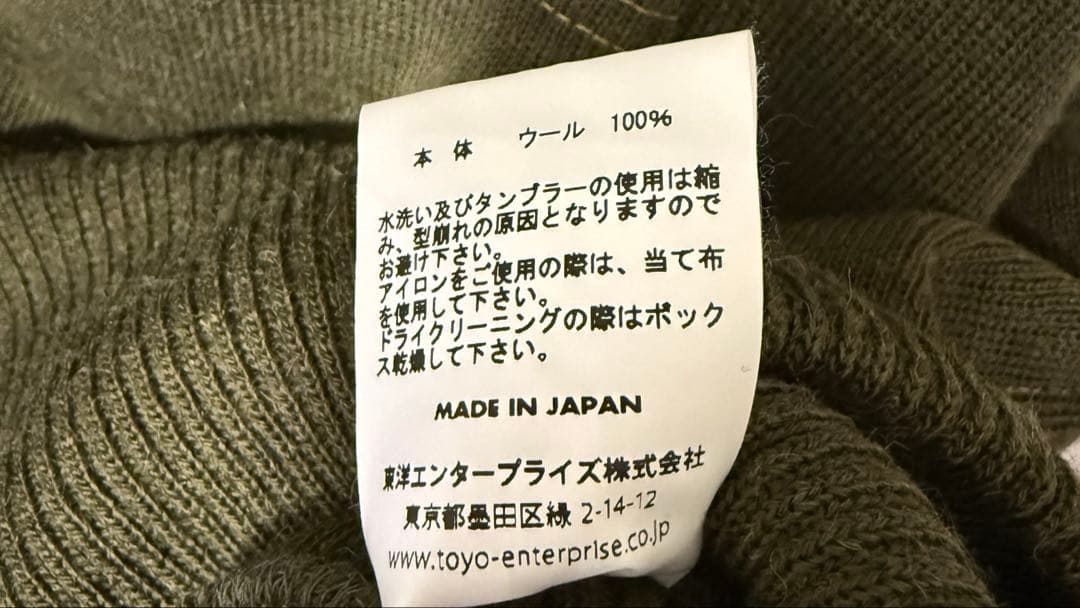 本体 ウール 100%
水洗い及びタンブラーの使用は縮
み、型崩れの原因となりますので
お避け下さい。
アイロンをご使用の際は、当て布
を使用して下さい。
ドライクリーニングの際はボック
ス乾燥して下さい。
MADE IN JAPAN
東洋エンタープライズ株式会社
東京都墨田区緑 2-14-12
www.toyo-enterprise.co.jp